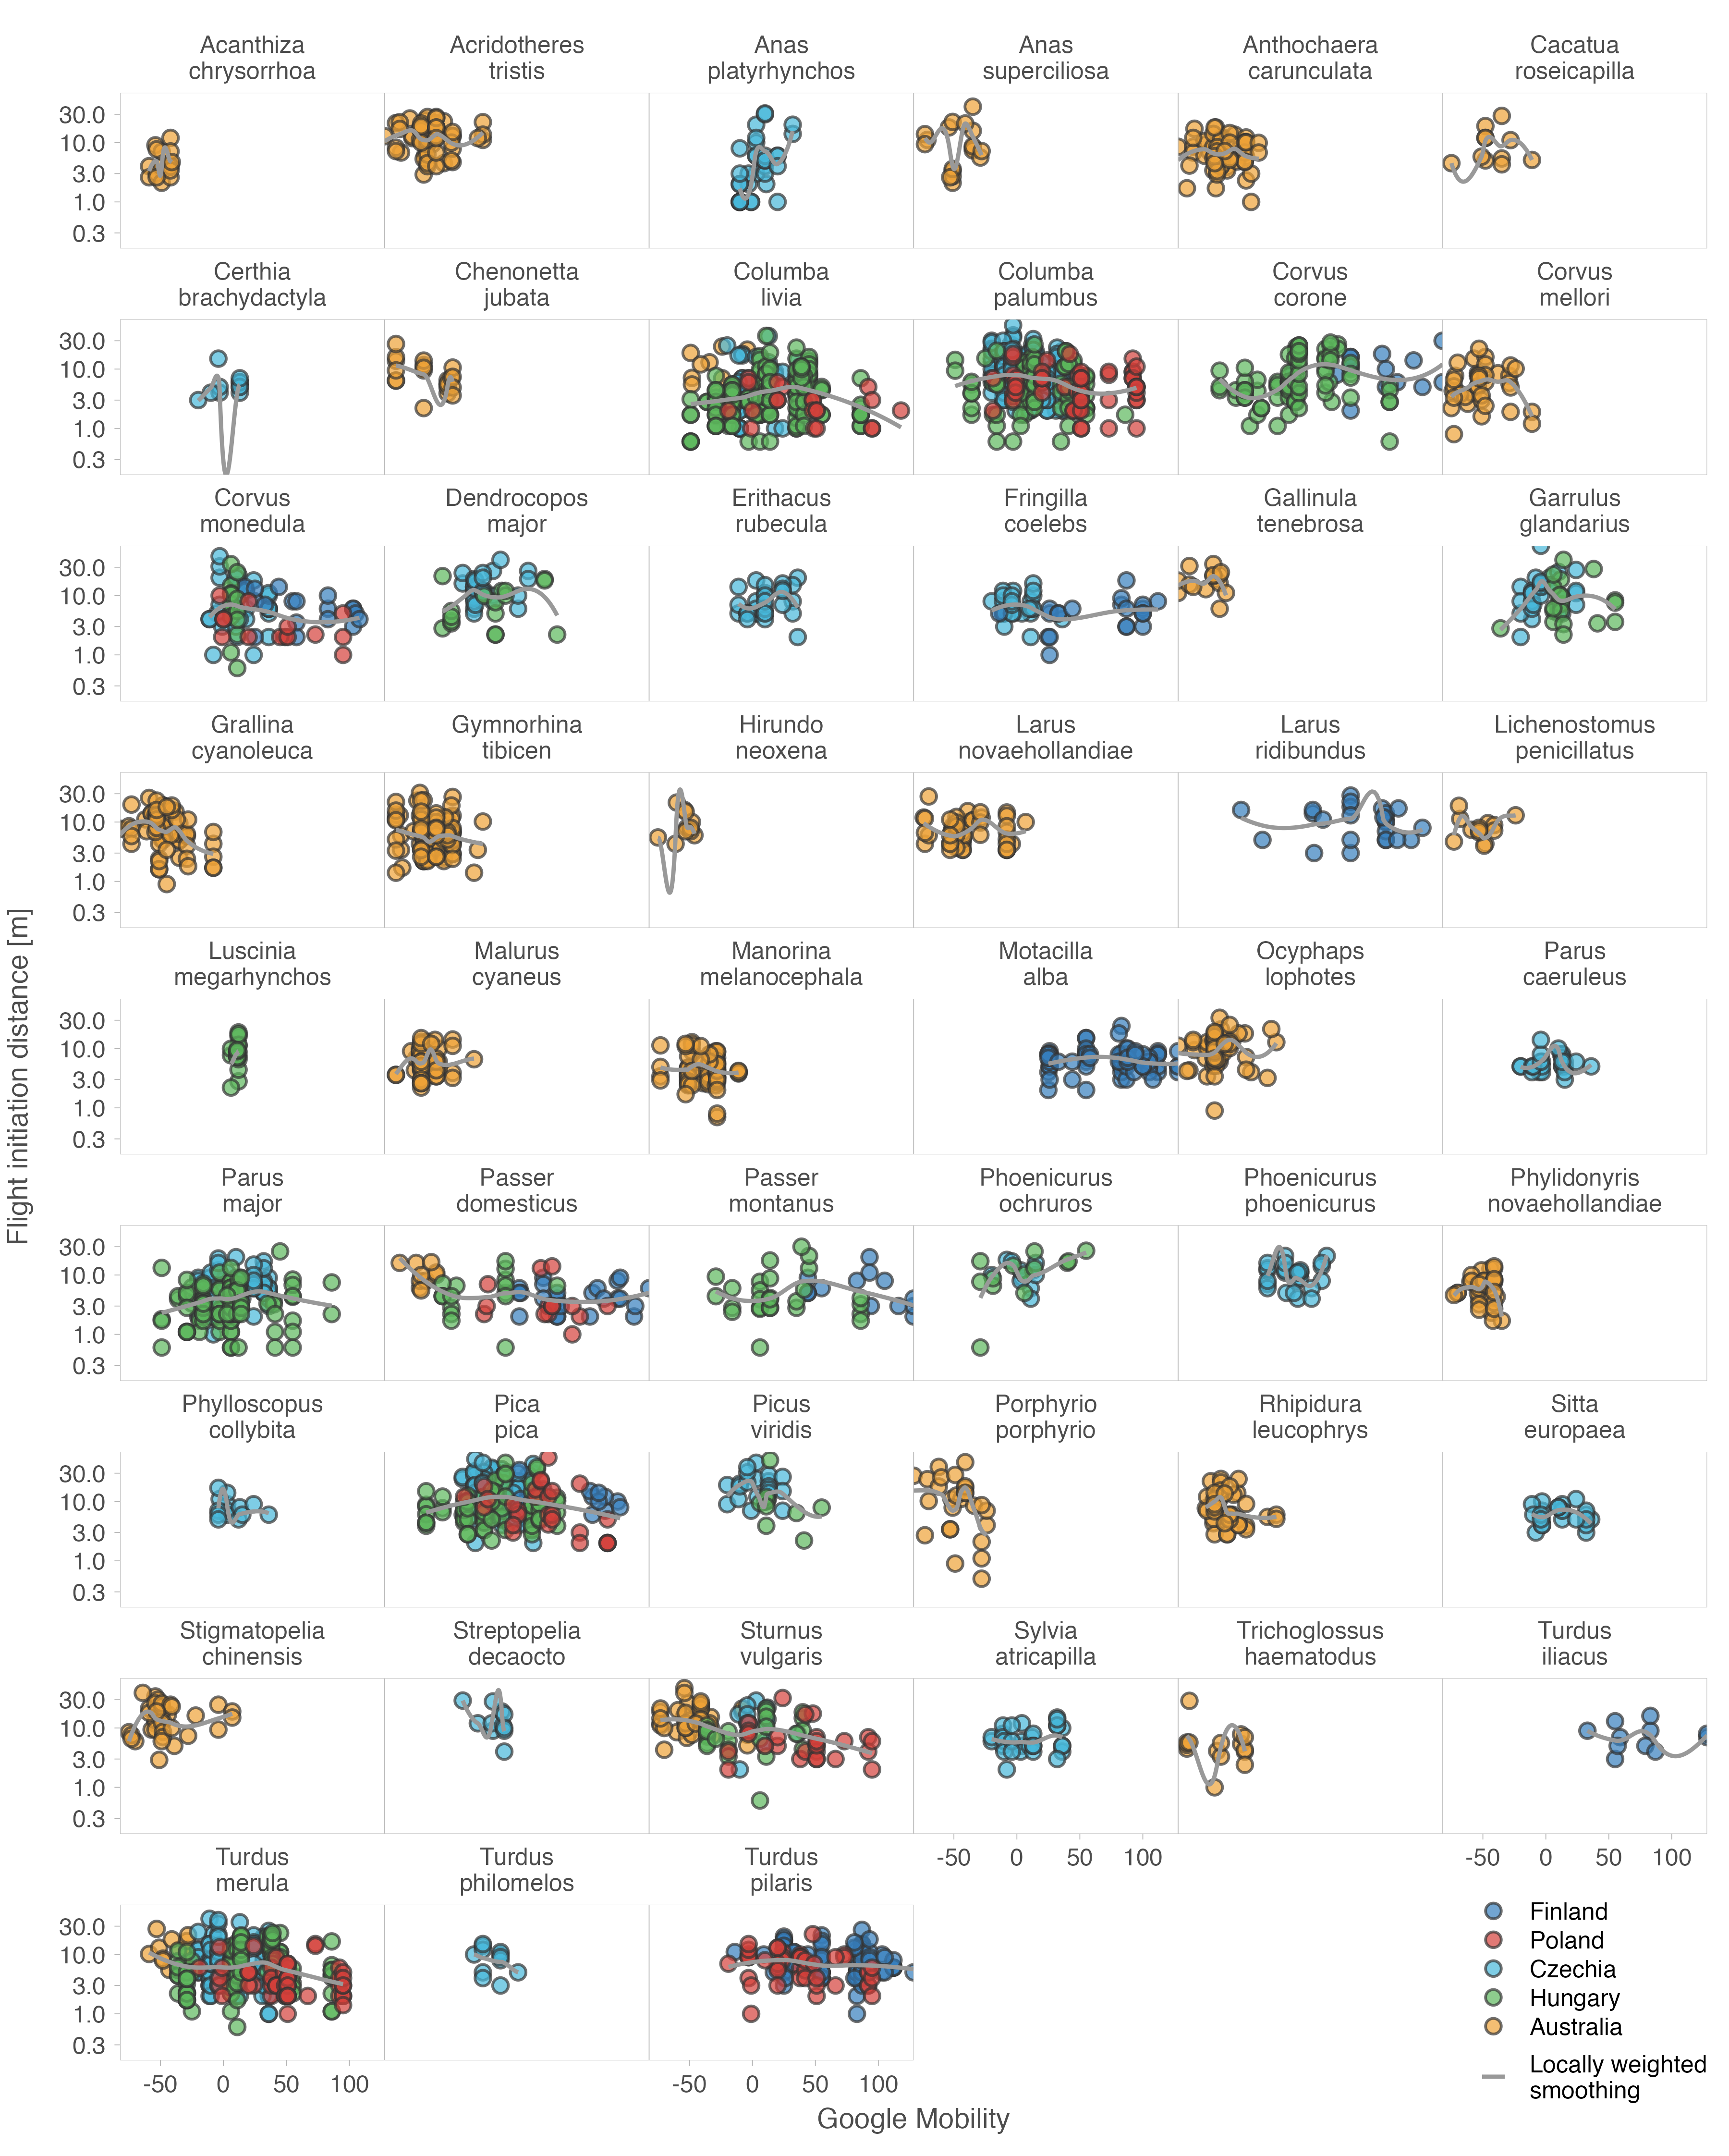 Acanthiza Acridotheres Anas Anas Anthochaera Cacatua
chrysorrhoa tristis platyrhynchos superciliosa carunculata roseicapilla
30.0
10.0
3.0
1.0
0.3
Certhia Chenonetta Columba Columba Corvus Corvus
brachydactyla jubata livia palumbus corone mellori
30.0
10.0
3.0
1.0
0.3
Corvus Dendrocopos Erithacus Fringilla Gallinula Garrulus
monedula major rubecula coelebs tenebrosa glandarius
30.0
10.0
3.0
1.0
0.3
Grallina Gymnorhina Hirundo Larus Larus Lichenostomus
cyanoleuca tibicen neoxena novaehollandiae ridibundus penicillatus
30.0
10.0
3.0
1.0
0.3
Flight initiation distance [m]
Luscinia Malurus Manorina Motacilla Ocyphaps Parus
megarhynchos cyaneus melanocephala alba lophotes caeruleus
30.0
10.0
3.0
1.0
0.3
Parus Passer Passer Phoenicurus Phoenicurus Phylidonyris
major domesticus montanus ochruros phoenicurus novaehollandiae
30.0
10.0
3.0
1.0
0.3
Phylloscopus Pica Picus Porphyrio Rhipidura Sitta
collybita pica viridis porphyrio leucophrys europaea
30.0
10.0
3.0
1.0
0.3
Stigmatopelia Streptopelia Sturnus Sylvia Trichoglossus Turdus
chinensis decaocto vulgaris atricapilla haematodus iliacus
30.0
10.0
3.0
1.0
0.3
-50 0 50 100 -50 0 50 100
Turdus Turdus Turdus
merula philomelos pilaris
30.0
10.0
3.0
1.0
0.3
-50 0 50 100 -50 0 50 100
Google Mobility
Finland
Poland
Czechia
Hungary
Australia
Locally weighted
smoothing